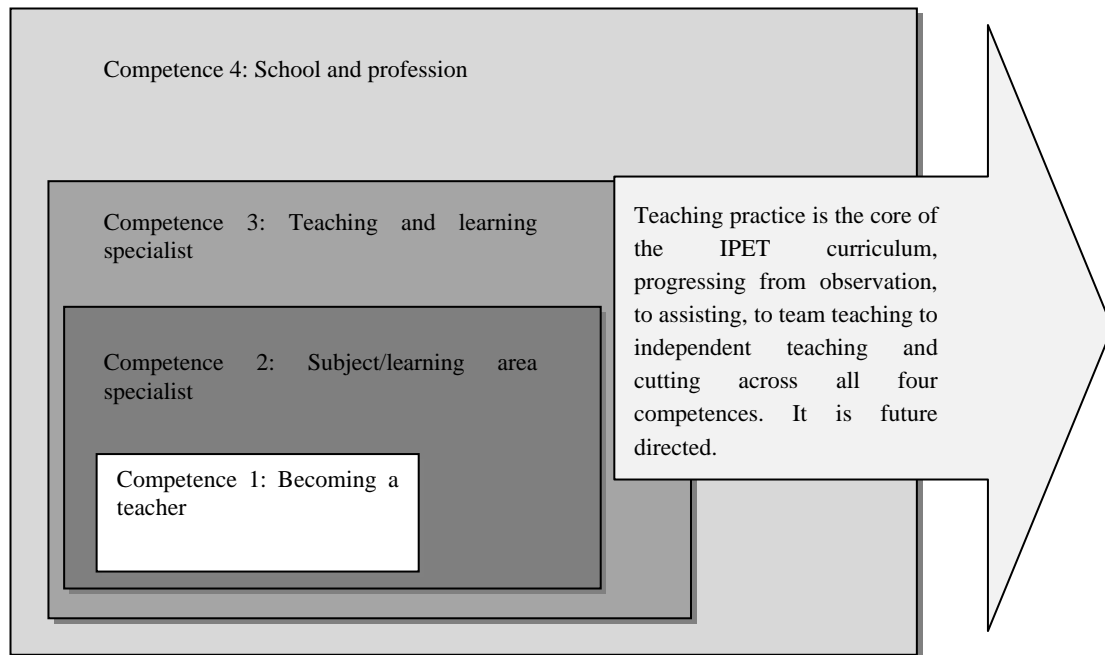 Competence 4: School and profession
Competence 3: Teaching and learning
specialist
Teaching practice is the core of
the IPET curriculum,
progressing from observation,
to assisting, to team teaching to
independent teaching and
cutting across all four
competences. It is future
directed.
Competence 2: Subject/learning area
specialist
Competence 1: Becoming a
teacher